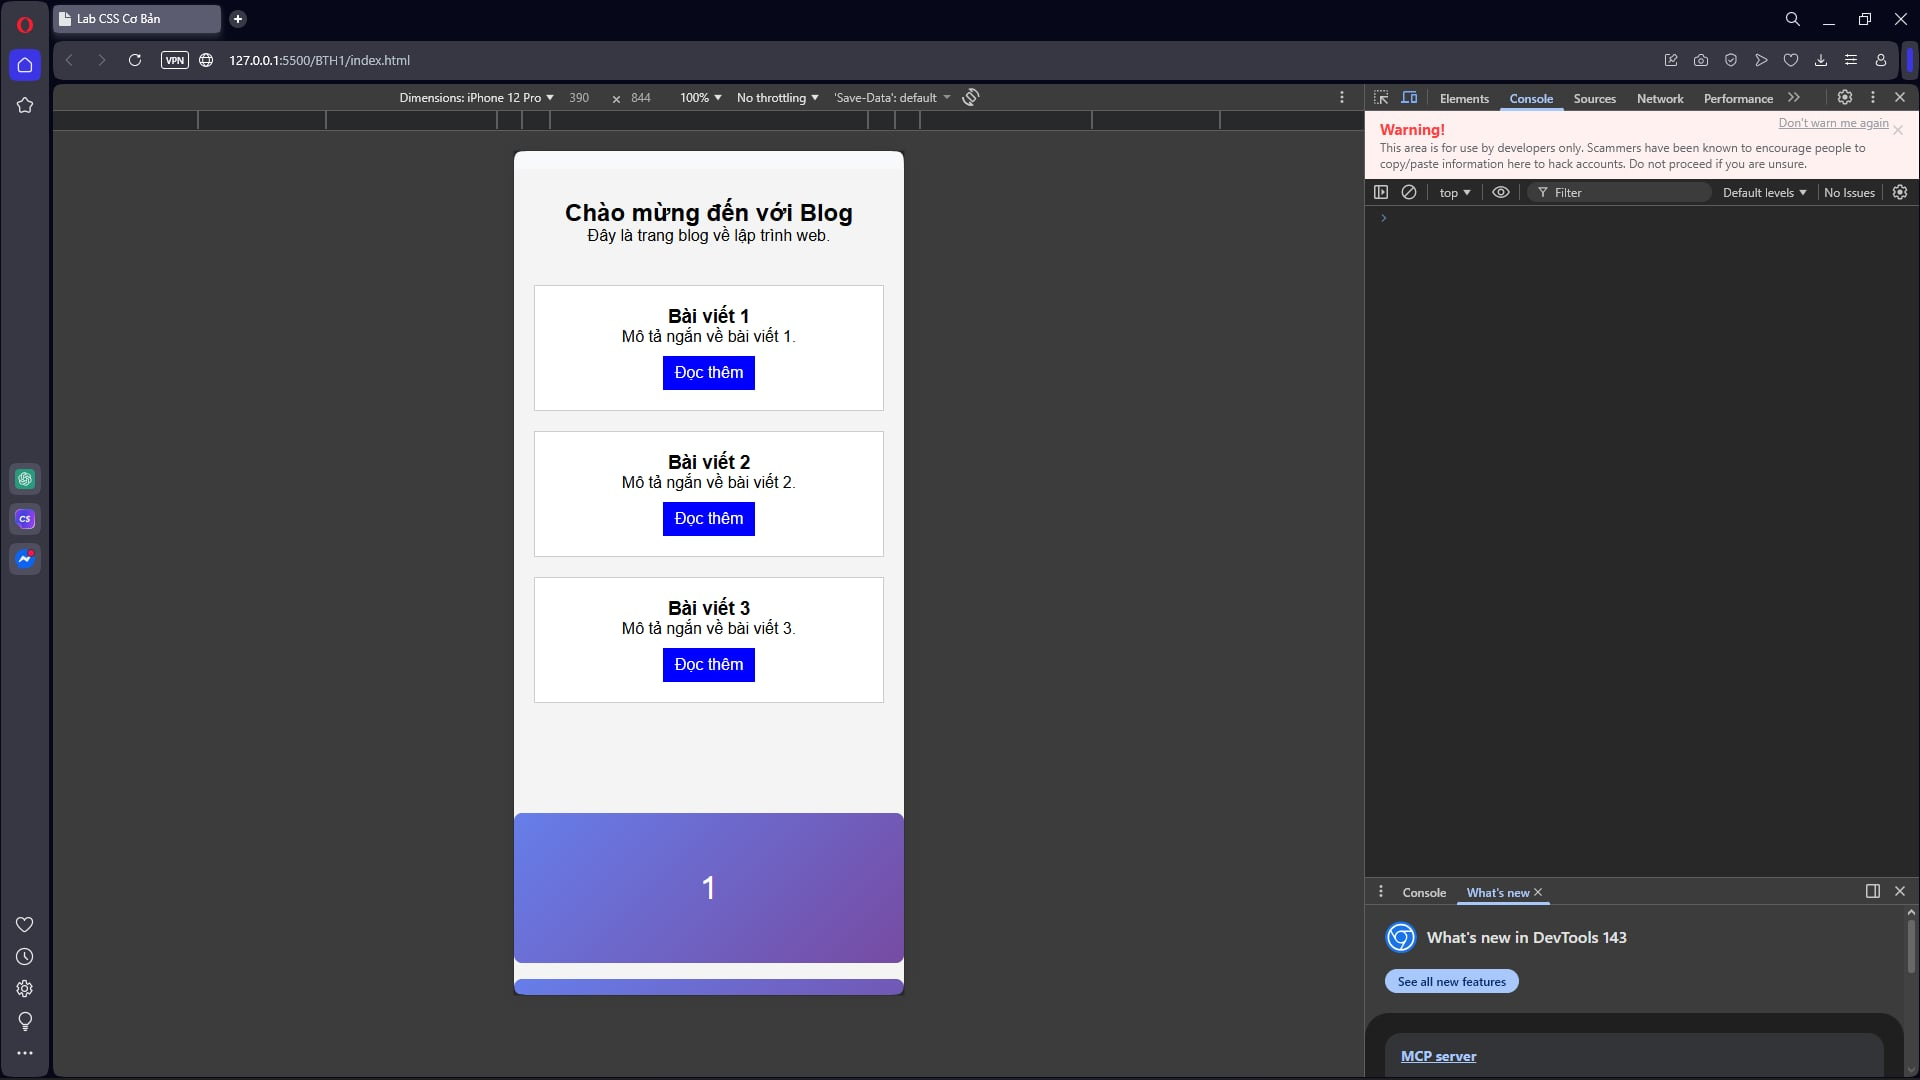 Lab CSS Cơ Bản
VPN
127.0.0.1:5500/BTH1/index.html
Dimensions: iPhone 12 Pro
390
×
844
100%
No throttling
'Save-Data': default
Elements
Console
Sources
Network
Performance
Warning!
Don't warn me again
This area is for use by developers only. Scammers have been known to encourage people to
copy/paste information here to hack accounts. Do not proceed if you are unsure.
top
Filter
Default levels
No Issues
Chào mừng đến với Blog
Đây là trang blog về lập trình web.
Bài viết 1
Mô tả ngắn về bài viết 1.
Đọc thêm
Bài viết 2
Mô tả ngắn về bài viết 2.
Đọc thêm
Bài viết 3
Mô tả ngắn về bài viết 3.
Đọc thêm
1
CS
Console
What's new
What's new in DevTools 143
See all new features
MCP server